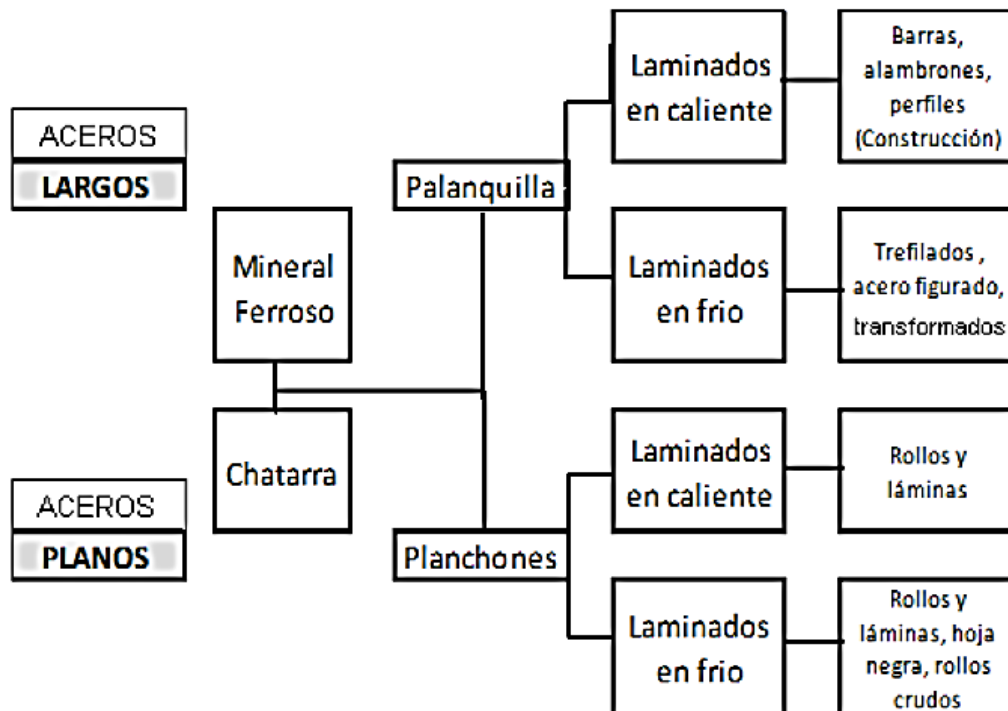 ACEROS
LARGOS
Mineral
Ferroso
Chatarra
ACEROS
PLANOS
Palanquilla
Planchones
Laminados
en caliente
Barras,
alambrones,
perfiles
(Construcción)
Laminados
en frio
Trefilados ,
acero figurado,
transformados
Laminados
en caliente
Rollos y
láminas
Laminados
en frio
Rollos y
láminas, hoja
negra, rollos
crudos